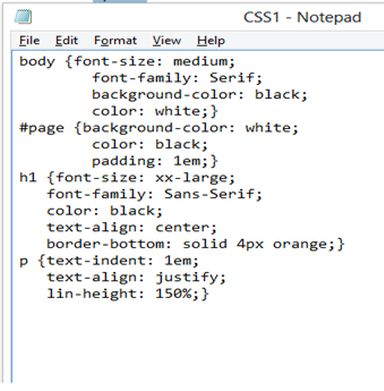 CSS1 - Notepad
File Edit Format View Help
body {font-size: medium;
font-family: Serif;
background-color: black;
color: white;}
#page {background-color: white;
color: black;
padding: 1em;}
h1 {font-size: xx-large;
font-family: Sans-Serif;
color: black;
text-align: center;
border-bottom: solid 4px orange;}
p {text-indent: 1em;
text-align: justify;
lin-height: 150%;}